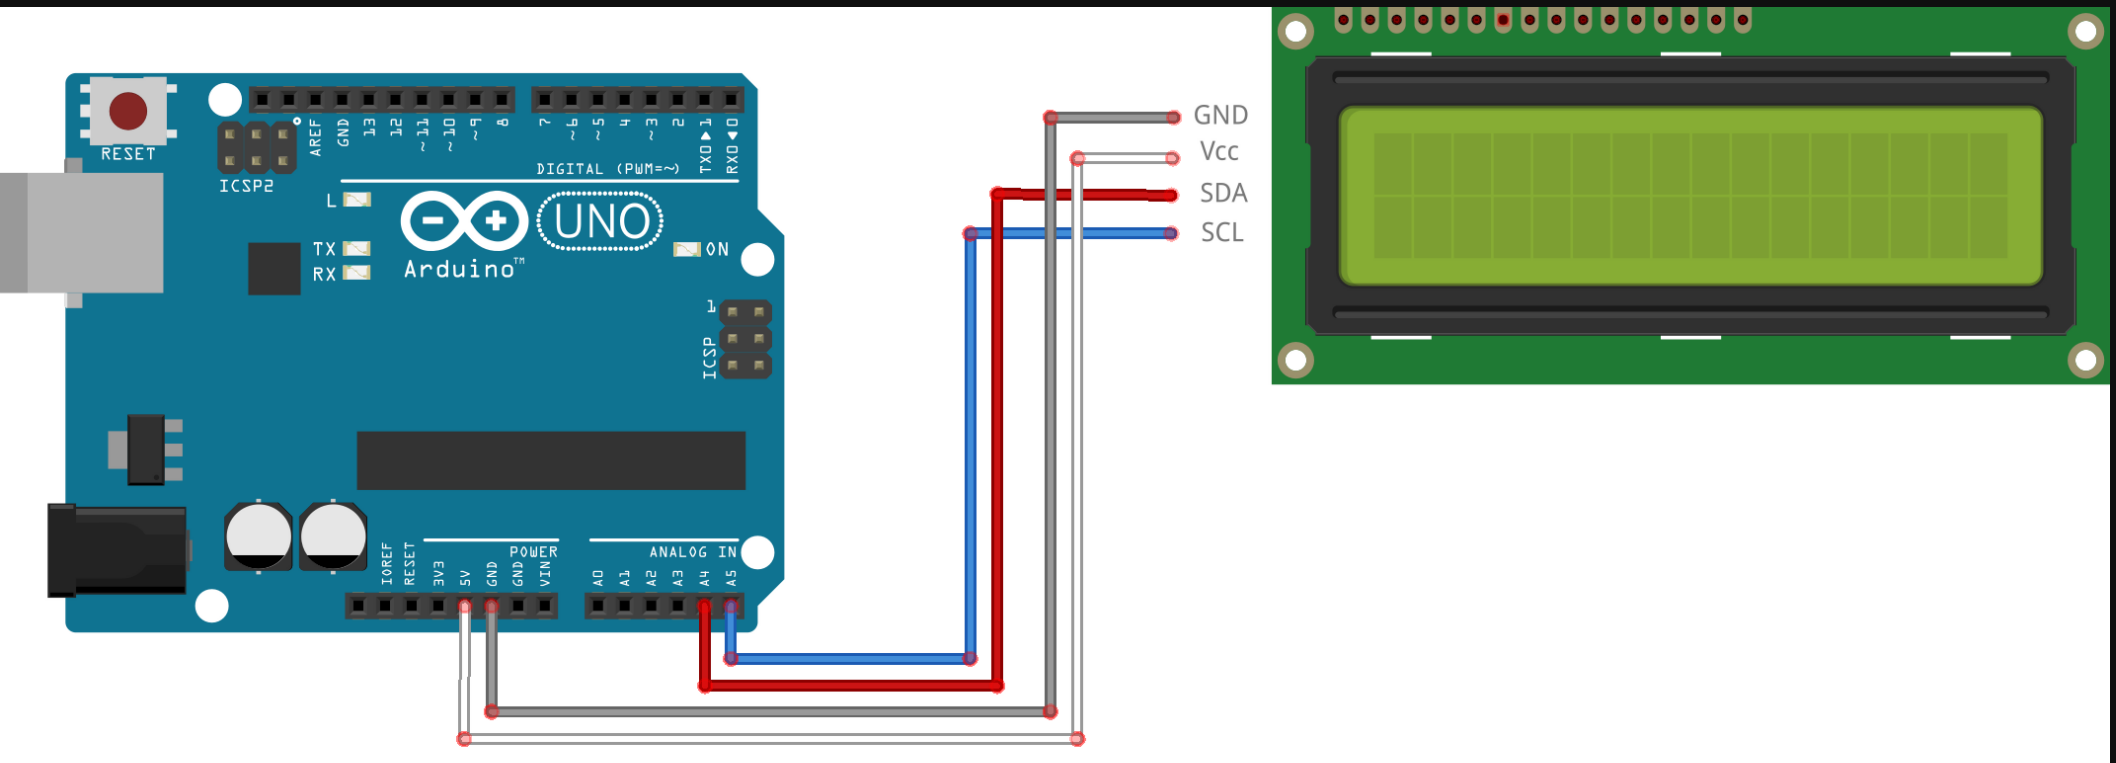 RESET
ICSP2
AREF
GND
13
12
~11
~10
~9
8
7
~6
~5
4
~3
2
TX0 ▶ 1
RX0 ◀ 0
DIGITAL (PWM=~)
L
TX
RX
UNO
Arduino™
ON
1
ICSP
GND
Vcc
SDA
SCL
POWER
ANALOG IN
IOREF
RESET
3V3
5V
GND
GND
VIN
A0
A1
A2
A3
A4
A5